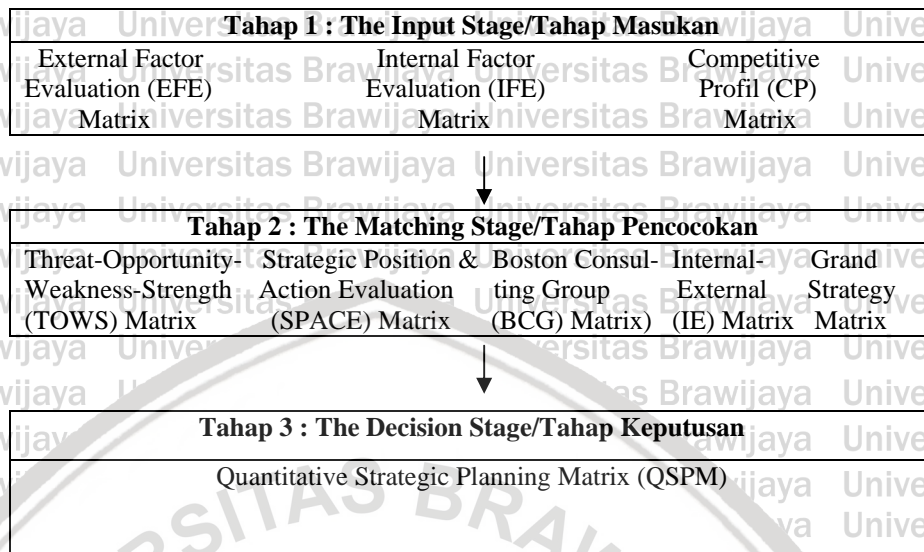 Tahap 1 : The Input Stage/Tahap Masukan
External Factor Internal Factor Competitive
Evaluation (EFE) Evaluation (IFE) Profil (CP)
Matrix Matrix Matrix
Tahap 2 : The Matching Stage/Tahap Pencocokan
Threat-Opportunity- Strategic Position & Boston Consul- Internal- Grand
Weakness-Strength Action Evaluation ting Group External Strategy
(TOWS) Matrix (SPACE) Matrix (BCG) Matrix) (IE) Matrix Matrix
Tahap 3 : The Decision Stage/Tahap Keputusan
Quantitative Strategic Planning Matrix (QSPM)